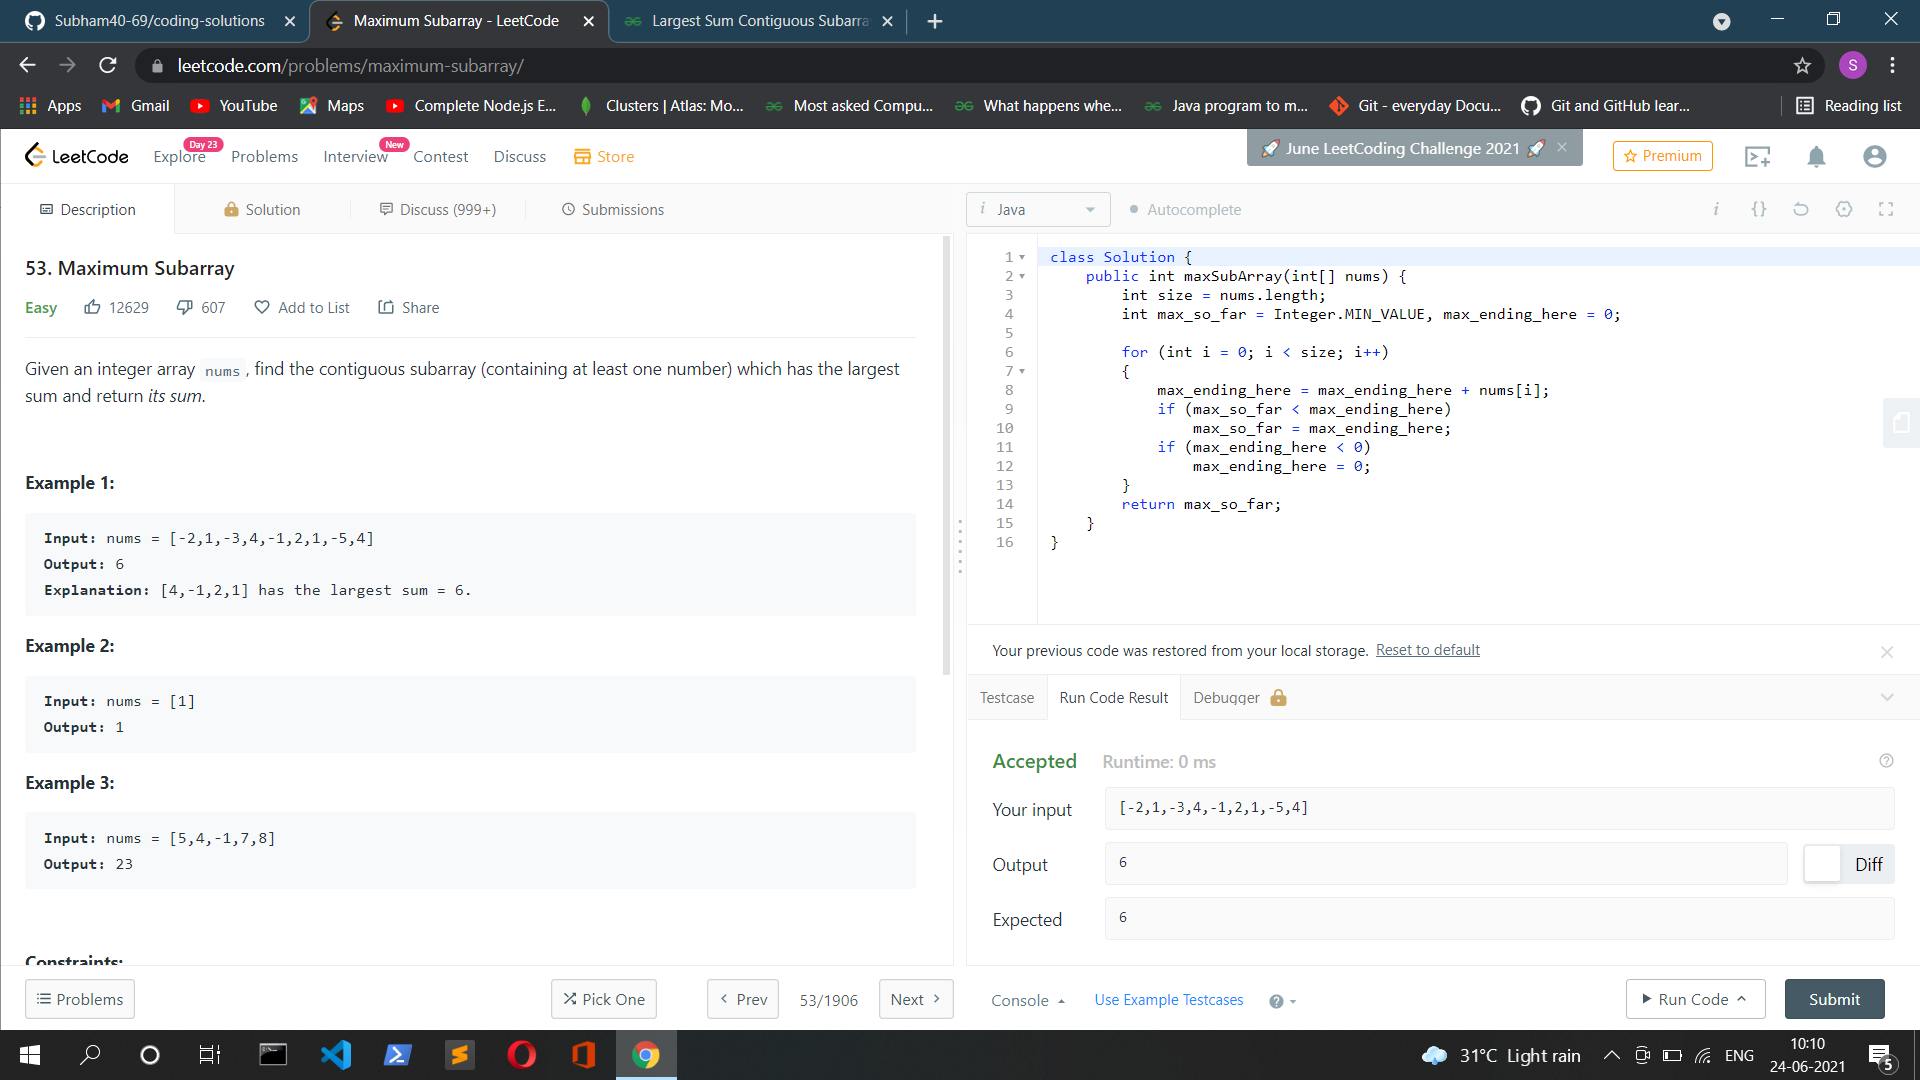 Subham40-69/coding-solutions
Maximum Subarray - LeetCode
Largest Sum Contiguous Subarra
leetcode.com/problems/maximum-subarray/
S
Apps Gmail YouTube Maps Complete Node.js E... Clusters | Atlas: Mo... Most asked Compu... What happens whe... Java program to m... Git - everyday Docu... Git and GitHub lear... Reading list
LeetCode Explore Day 23 Problems Interview New Contest Discuss Store
June LeetCoding Challenge 2021
Premium
Description Solution Discuss (999+) Submissions
53. Maximum Subarray
Easy 12629 607 Add to List Share
Given an integer array nums, find the contiguous subarray (containing at least one number) which has the largest
sum and return its sum.
Example 1:
Input: nums = [-2,1,-3,4,-1,2,1,-5,4]
Output: 6
Explanation: [4,-1,2,1] has the largest sum = 6.
Example 2:
Input: nums = [1]
Output: 1
Example 3:
Input: nums = [5,4,-1,7,8]
Output: 23
Constraints:
Problems Pick One Prev 53/1906 Next
i Java Autocomplete i {}
1 class Solution {
2 public int maxSubArray(int[] nums) {
3 int size = nums.length;
4 int max_so_far = Integer.MIN_VALUE, max_ending_here = 0;
5
6 for (int i = 0; i < size; i++)
7 {
8 max_ending_here = max_ending_here + nums[i];
9 if (max_so_far < max_ending_here)
10 max_so_far = max_ending_here;
11 if (max_ending_here < 0)
12 max_ending_here = 0;
13 }
14 return max_so_far;
15 }
16 }
Your previous code was restored from your local storage. Reset to default
Testcase Run Code Result Debugger
Accepted Runtime: 0 ms
Your input [-2,1,-3,4,-1,2,1,-5,4]
Output 6 Diff
Expected 6
Console Use Example Testcases Run Code Submit
31°C Light rain ENG 10:10
24-06-2021 5